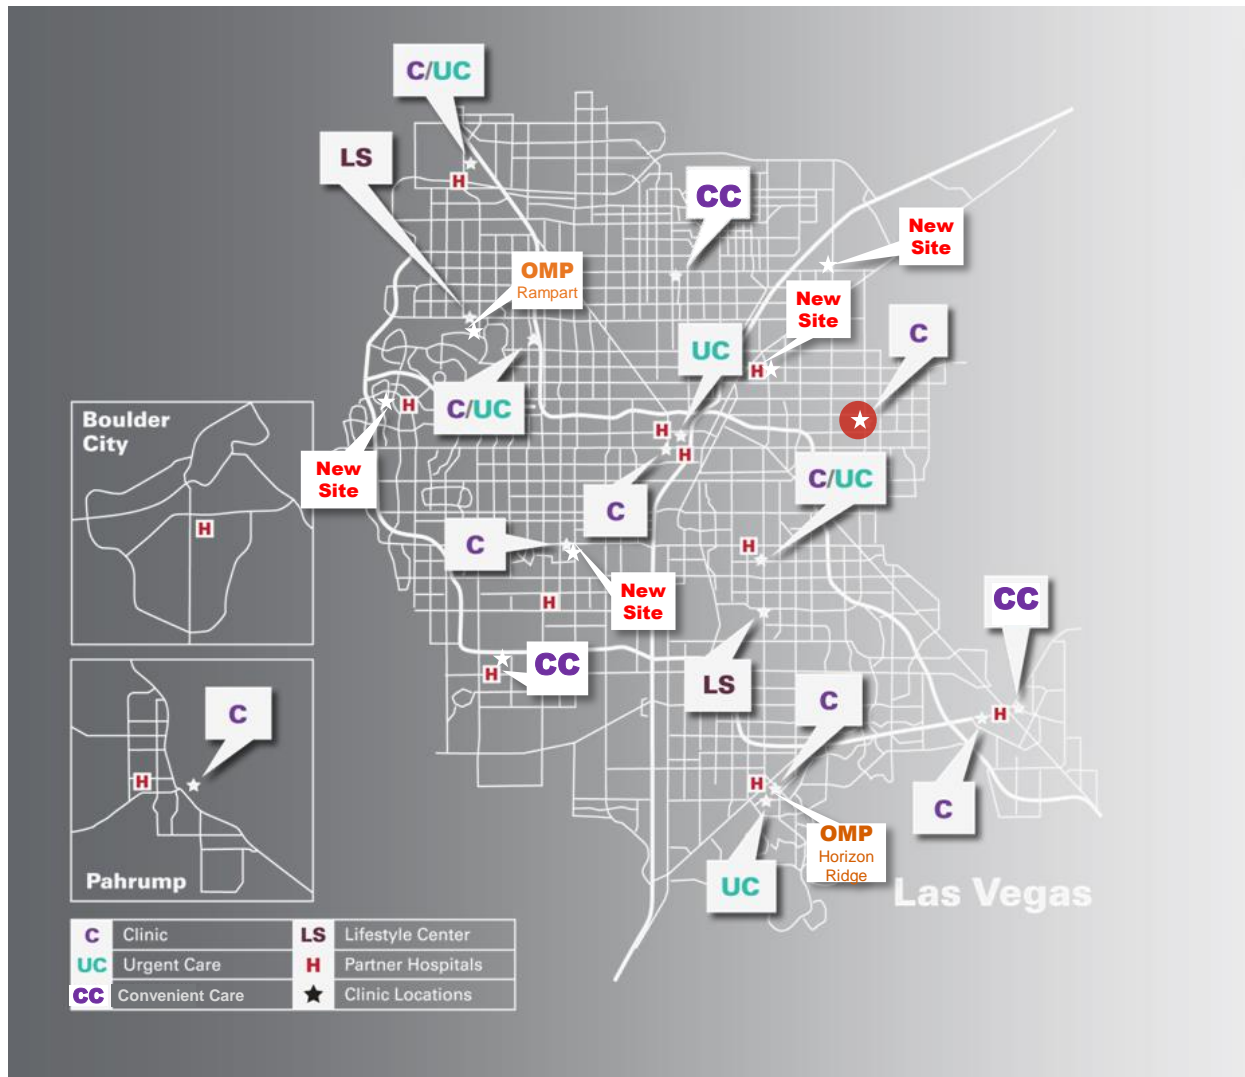 C/UC
LS
CC
New
Site
OMP
Rampart
New
Site
C
UC
H
H
C/UC
H
Boulder
City
H
H
H
New
Site
C/UC
C
C
H
H
New
Site
H
CC
CC
H
LS
C
C
H
H
H
C
OMP
Horizon
Ridge
UC
Pahrump
Las Vegas
C Clinic LS Lifestyle Center
UC Urgent Care H Partner Hospitals
CC Convenient Care Clinic Locations